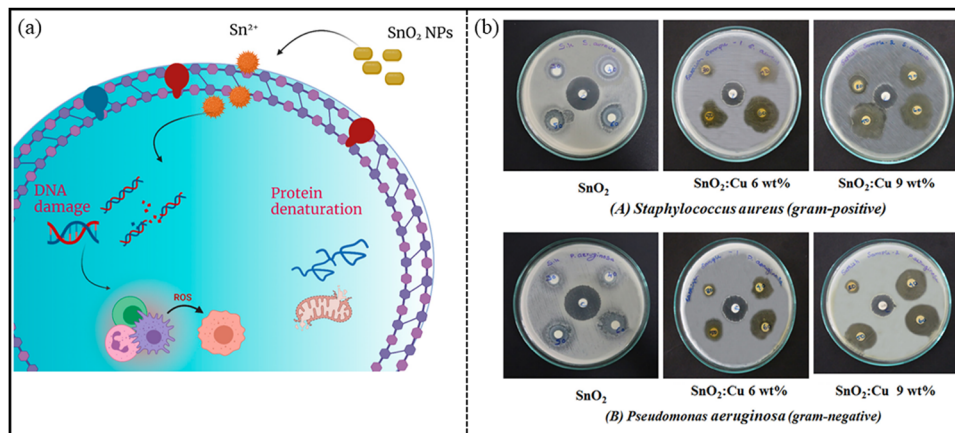 (a)
Sn²⁺
SnO₂ NPs
DNA
damage
Protein
denaturation
ROS
(b)
SnO₂
SnO₂:Cu 6 wt%
SnO₂:Cu 9 wt%
(A) Staphylococcus aureus (gram-positive)
SnO₂
SnO₂:Cu 6 wt%
SnO₂:Cu 9 wt%
(B) Pseudomonas aeruginosa (gram-negative)